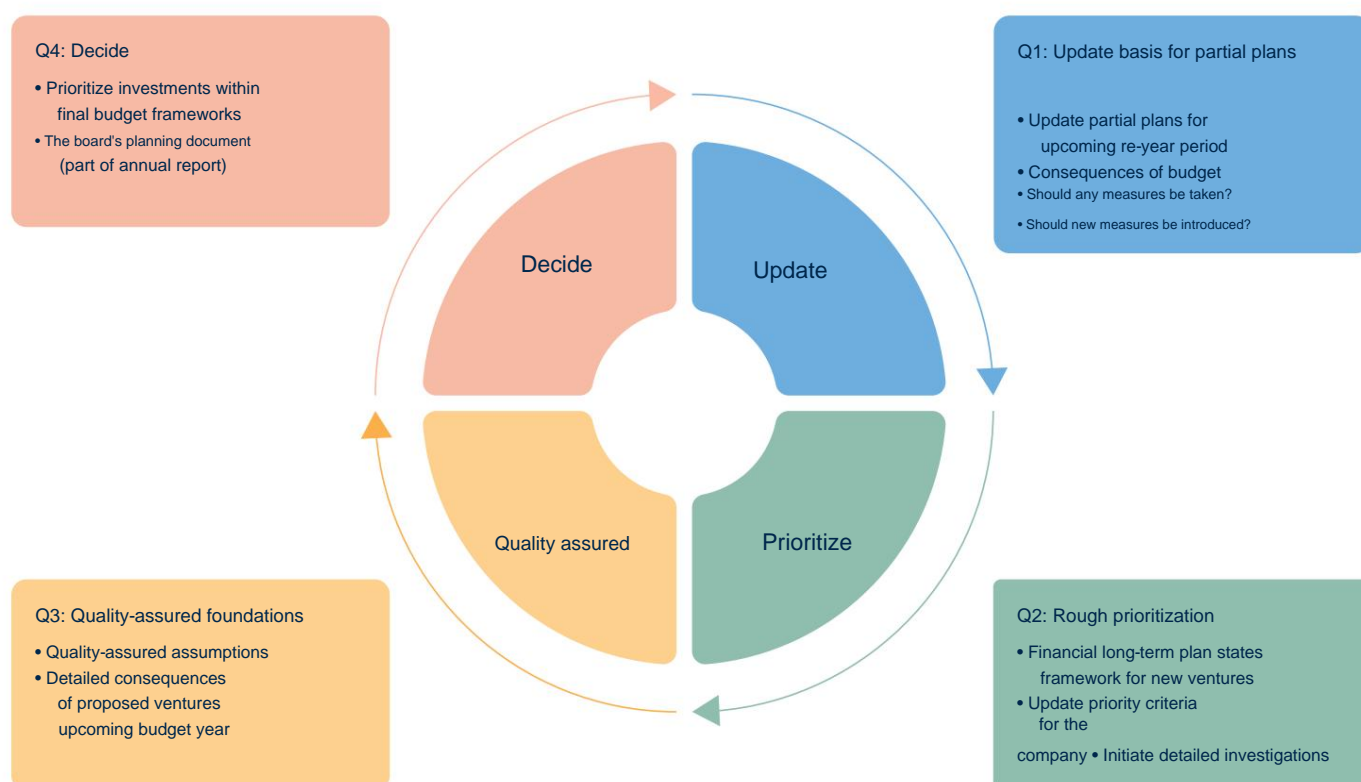 Q4: Decide
• Prioritize investments within
final budget frameworks
• The board's planning document
(part of annual report)
Q1: Update basis for partial plans
• Update partial plans for
upcoming re-year period
• Consequences of budget
• Should any measures be taken?
• Should new measures be introduced?
Decide
Update
Quality assured
Prioritize
Q3: Quality-assured foundations
• Quality-assured assumptions
• Detailed consequences
of proposed ventures
upcoming budget year
Q2: Rough prioritization
• Financial long-term plan states
framework for new ventures
• Update priority criteria
for the
company • Initiate detailed investigations